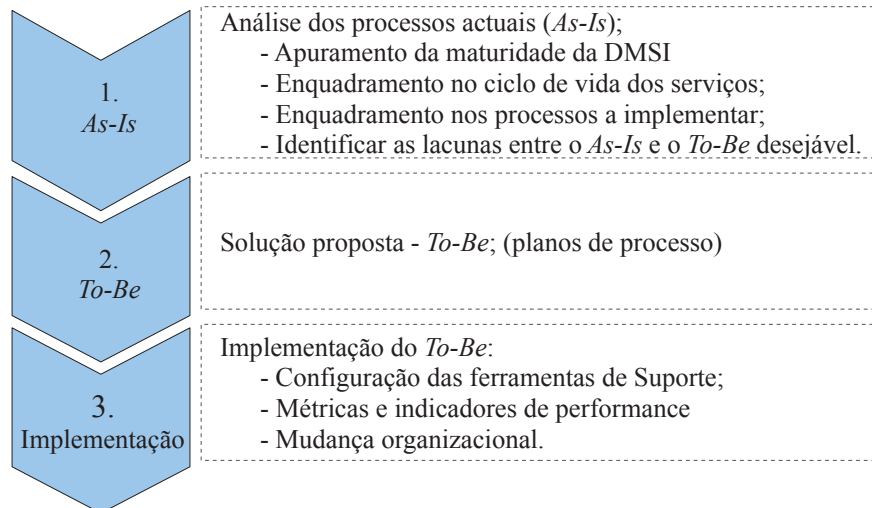 1.
As-Is
Análise dos processos actuais (As-Is);
- Apuramento da maturidade da DMSI
- Enquadramento no ciclo de vida dos serviços;
- Enquadramento nos processos a implementar;
- Identificar as lacunas entre o As-Is e o To-Be desejável.
2.
To-Be
Solução proposta - To-Be; (planos de processo)
3.
Implementação
Implementação do To-Be:
- Configuração das ferramentas de Suporte;
- Métricas e indicadores de performance
- Mudança organizacional.